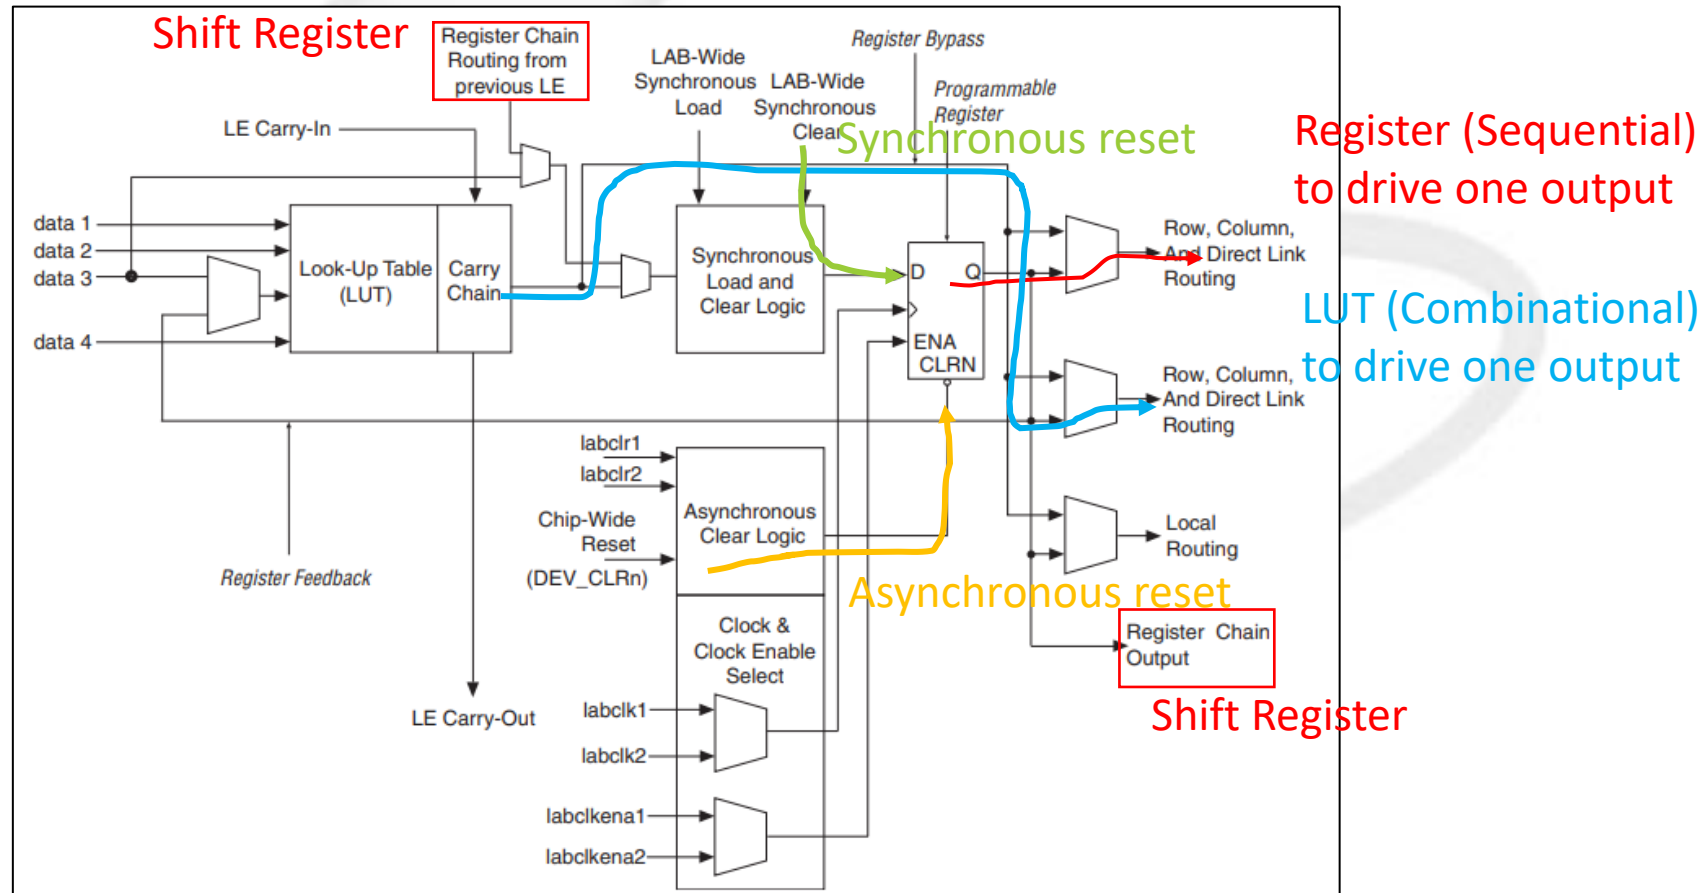 Shift Register
Register Chain
Routing from
previous LE
LE Carry-In
LAB-Wide
Synchronous
Load
LAB-Wide
Synchronous
Clear
Register Bypass
Programmable
Register
Synchronous reset
Register (Sequential)
to drive one output
data 1
data 2
data 3
data 4
Look-Up Table
(LUT)
Carry
Chain
Synchronous
Load and
Clear Logic
D
Q
ENA
CLRN
Row, Column,
And Direct Link
Routing
LUT (Combinational)
to drive one output
Row, Column,
And Direct Link
Routing
labclr1
labclr2
Chip-Wide
Reset
(DEV_CLRn)
Asynchronous
Clear Logic
Local
Routing
Register Feedback
Asynchronous reset
Clock &
Clock Enable
Select
Register Chain
Output
Shift Register
LE Carry-Out
labclk1
labclk2
labclkena1
labclkena2